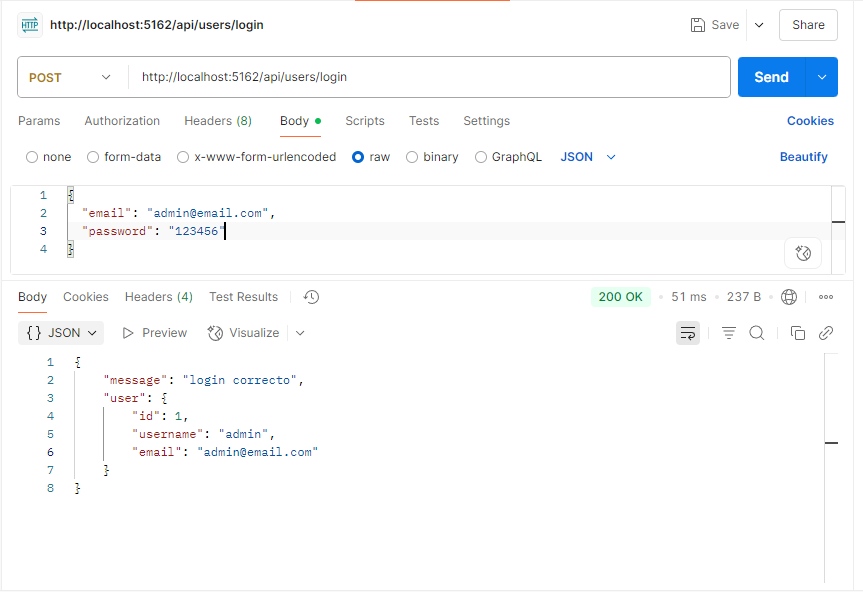 HTTP http://localhost:5162/api/users/login Save Share
POST http://localhost:5162/api/users/login Send
Params Authorization Headers (8) Body Scripts Tests Settings Cookies
none form-data x-www-form-urlencoded raw binary GraphQL JSON Beautify
1 {
2 "email": "admin@email.com",
3 "password": "123456"
4 }
Body Cookies Headers (4) Test Results 200 OK • 51 ms • 237 B •
{} JSON Preview Visualize
1 {
2 "message": "login correcto",
3 "user": {
4 "id": 1,
5 "username": "admin",
6 "email": "admin@email.com"
7 }
8 }